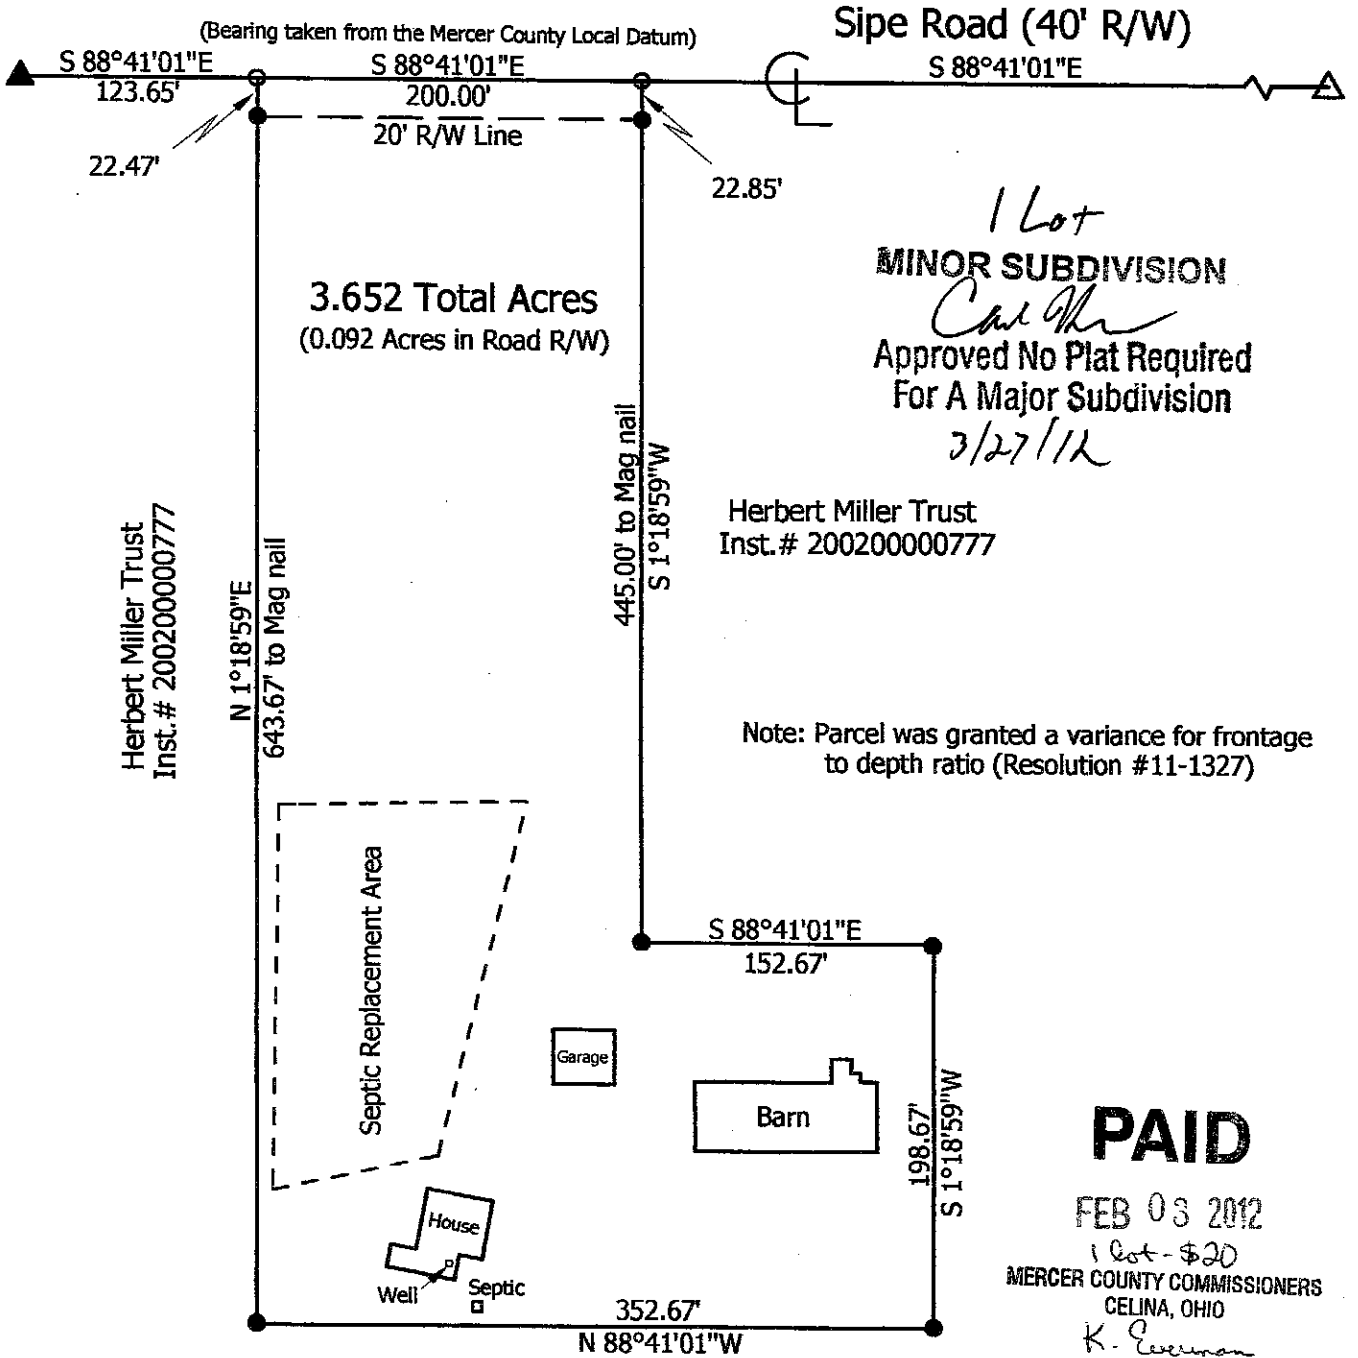 Sipe Road (40' R/W)
(Bearing taken from the Mercer County Local Datum)
S 88°41'01"E
123.65'
S 88°41'01"E
200.00'
S 88°41'01"E
20' R/W Line
22.47'
22.85'
1 Lot
MINOR SUBDIVISION
Approved No Plat Required
For A Major Subdivision
3/27/12
3.652 Total Acres
(0.092 Acres in Road R/W)
445.00' to Mag nail
S 1°18'59"W
Herbert Miller Trust
Inst.# 200200000777
Herbert Miller Trust
Inst.# 200200000777
N 1°18'59"E
643.67' to Mag nail
Note: Parcel was granted a variance for frontage
to depth ratio (Resolution #11-1327)
Septic Replacement Area
S 88°41'01"E
152.67'
Garage
Barn
198.67'
S 1°18'59"W
House
Well
Septic
352.67'
N 88°41'01"W
PAID
FEB 03 2012
1 lot - $20
MERCER COUNTY COMMISSIONERS
CELINA, OHIO
K.